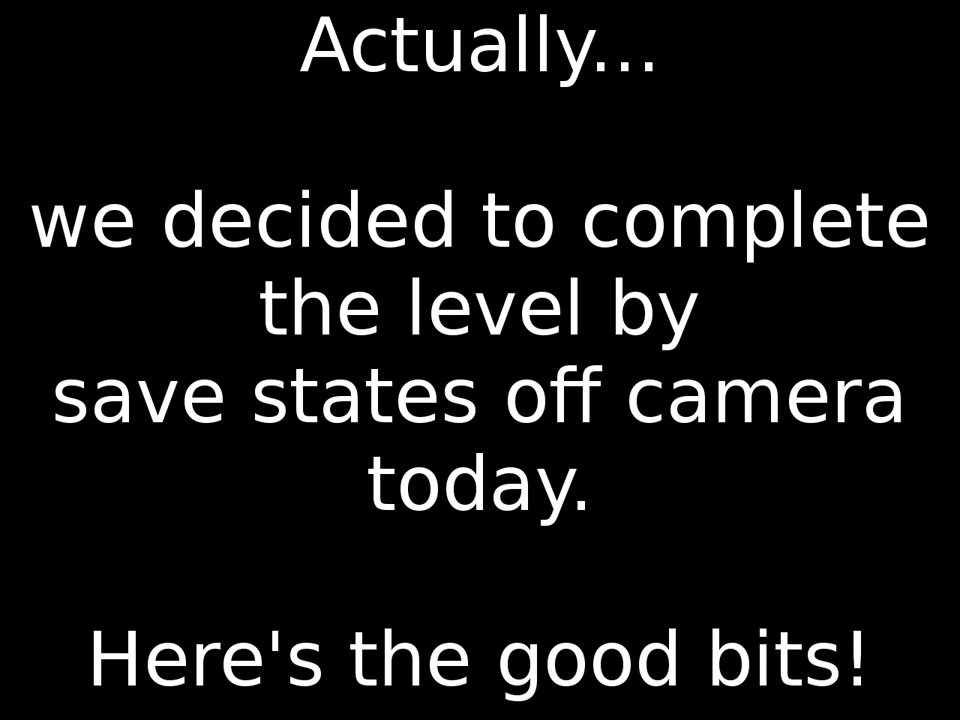 Actually...
we decided to complete
the level by
save states off camera
today.
Here's the good bits!